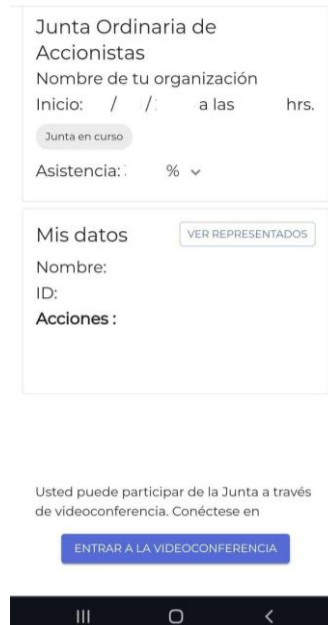 Junta Ordinaria de
Accionistas
Nombre de tu organización
Inicio: / / a las hrs.
Junta en curso
Asistencia: %
Mis datos
VER REPRESENTADOS
Nombre:
ID:
Acciones :
Usted puede participar de la Junta a través
de videoconferencia. Conéctese en
ENTRAR A LA VIDEOCONFERENCIA